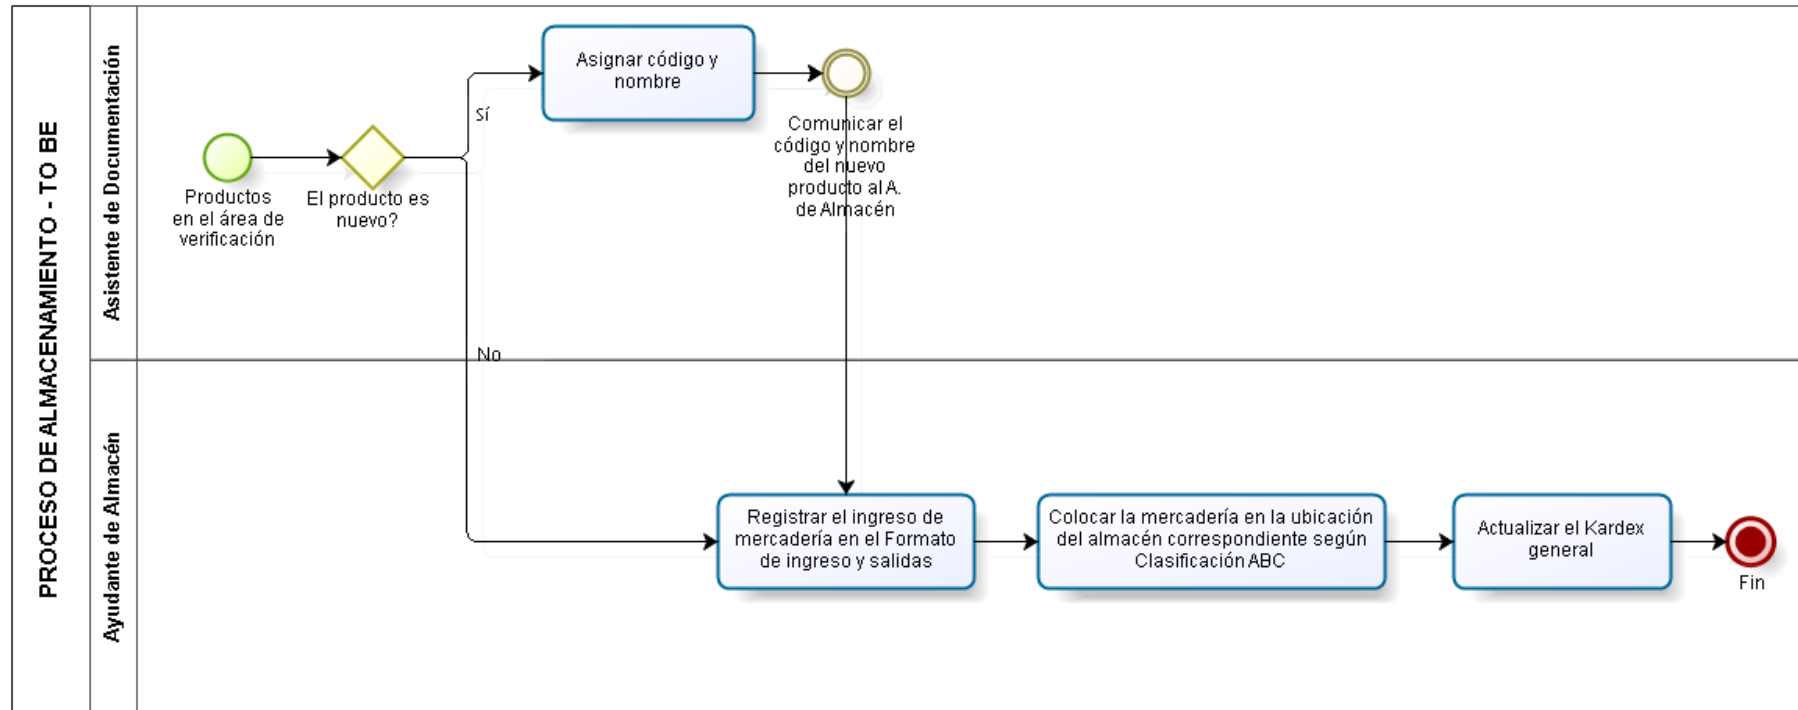 PROCESO DE ALMACENAMIENTO - TO BE
Asistente de Documentación
Productos
en el área de
verificación
El producto es
nuevo?
Sí
No
Asignar código y
nombre
Comunicar el
código y nombre
del nuevo
producto al A.
de Almacén
Ayudante de Almacén
Registrar el ingreso de
mercadería en el Formato
de ingreso y salidas
Colocar la mercadería en la ubicación
del almacén correspondiente según
Clasificación ABC
Actualizar el Kardex
general
Fin